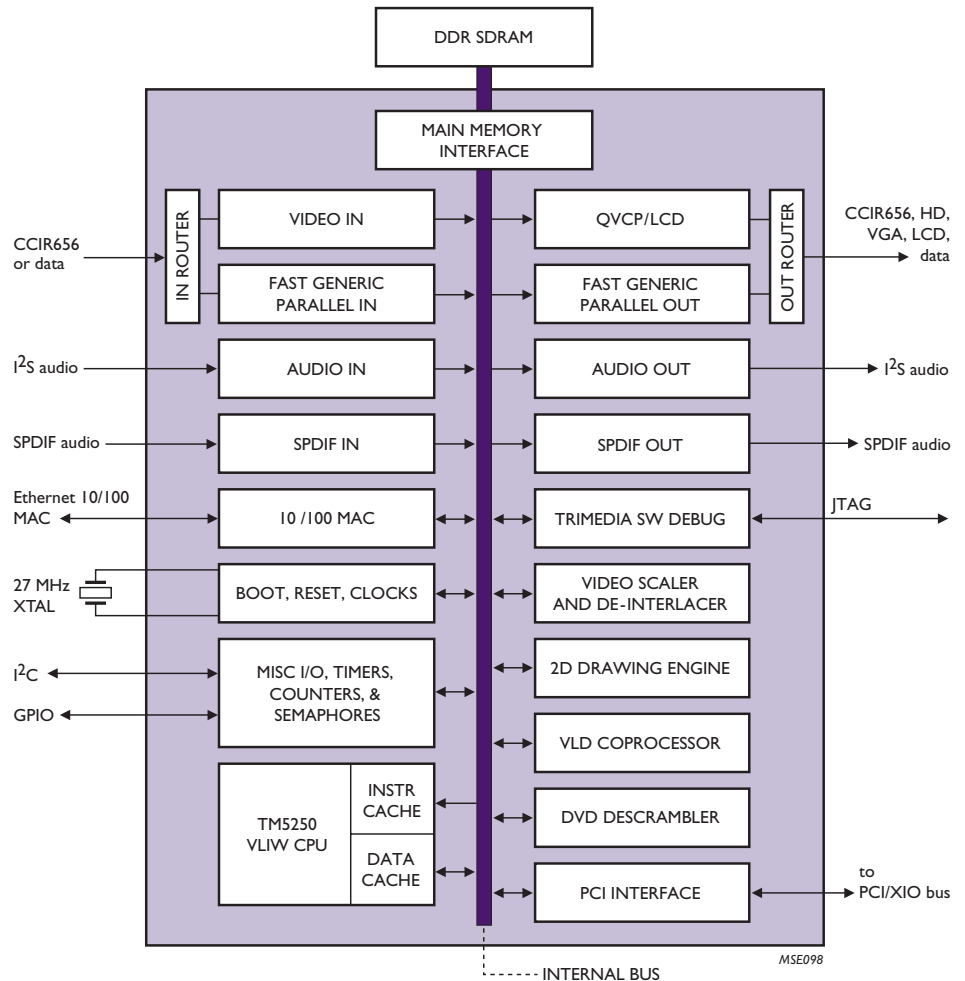 DDR SDRAM
MAIN MEMORY
INTERFACE
IN ROUTER
VIDEO IN
QVCP/LCD
OUT ROUTER
CCIR656, HD,
VGA, LCD,
data
CCIR656
or data
FAST GENERIC
PARALLEL IN
FAST GENERIC
PARALLEL OUT
I²S audio
AUDIO IN
AUDIO OUT
I²S audio
SPDIF audio
SPDIF IN
SPDIF OUT
SPDIF audio
Ethernet 10/100
MAC
10 /100 MAC
TRIMEDIA SW DEBUG
JTAG
27 MHz
XTAL
BOOT, RESET, CLOCKS
VIDEO SCALER
AND DE-INTERLACER
I²C
GPIO
MISC I/O, TIMERS,
COUNTERS, &
SEMAPHORES
2D DRAWING ENGINE
VLD COPROCESSOR
TM5250
VLIW CPU
INSTR
CACHE
DATA
CACHE
DVD DESCRAMBLER
PCI INTERFACE
to
PCI/XIO bus
MSE098
INTERNAL BUS